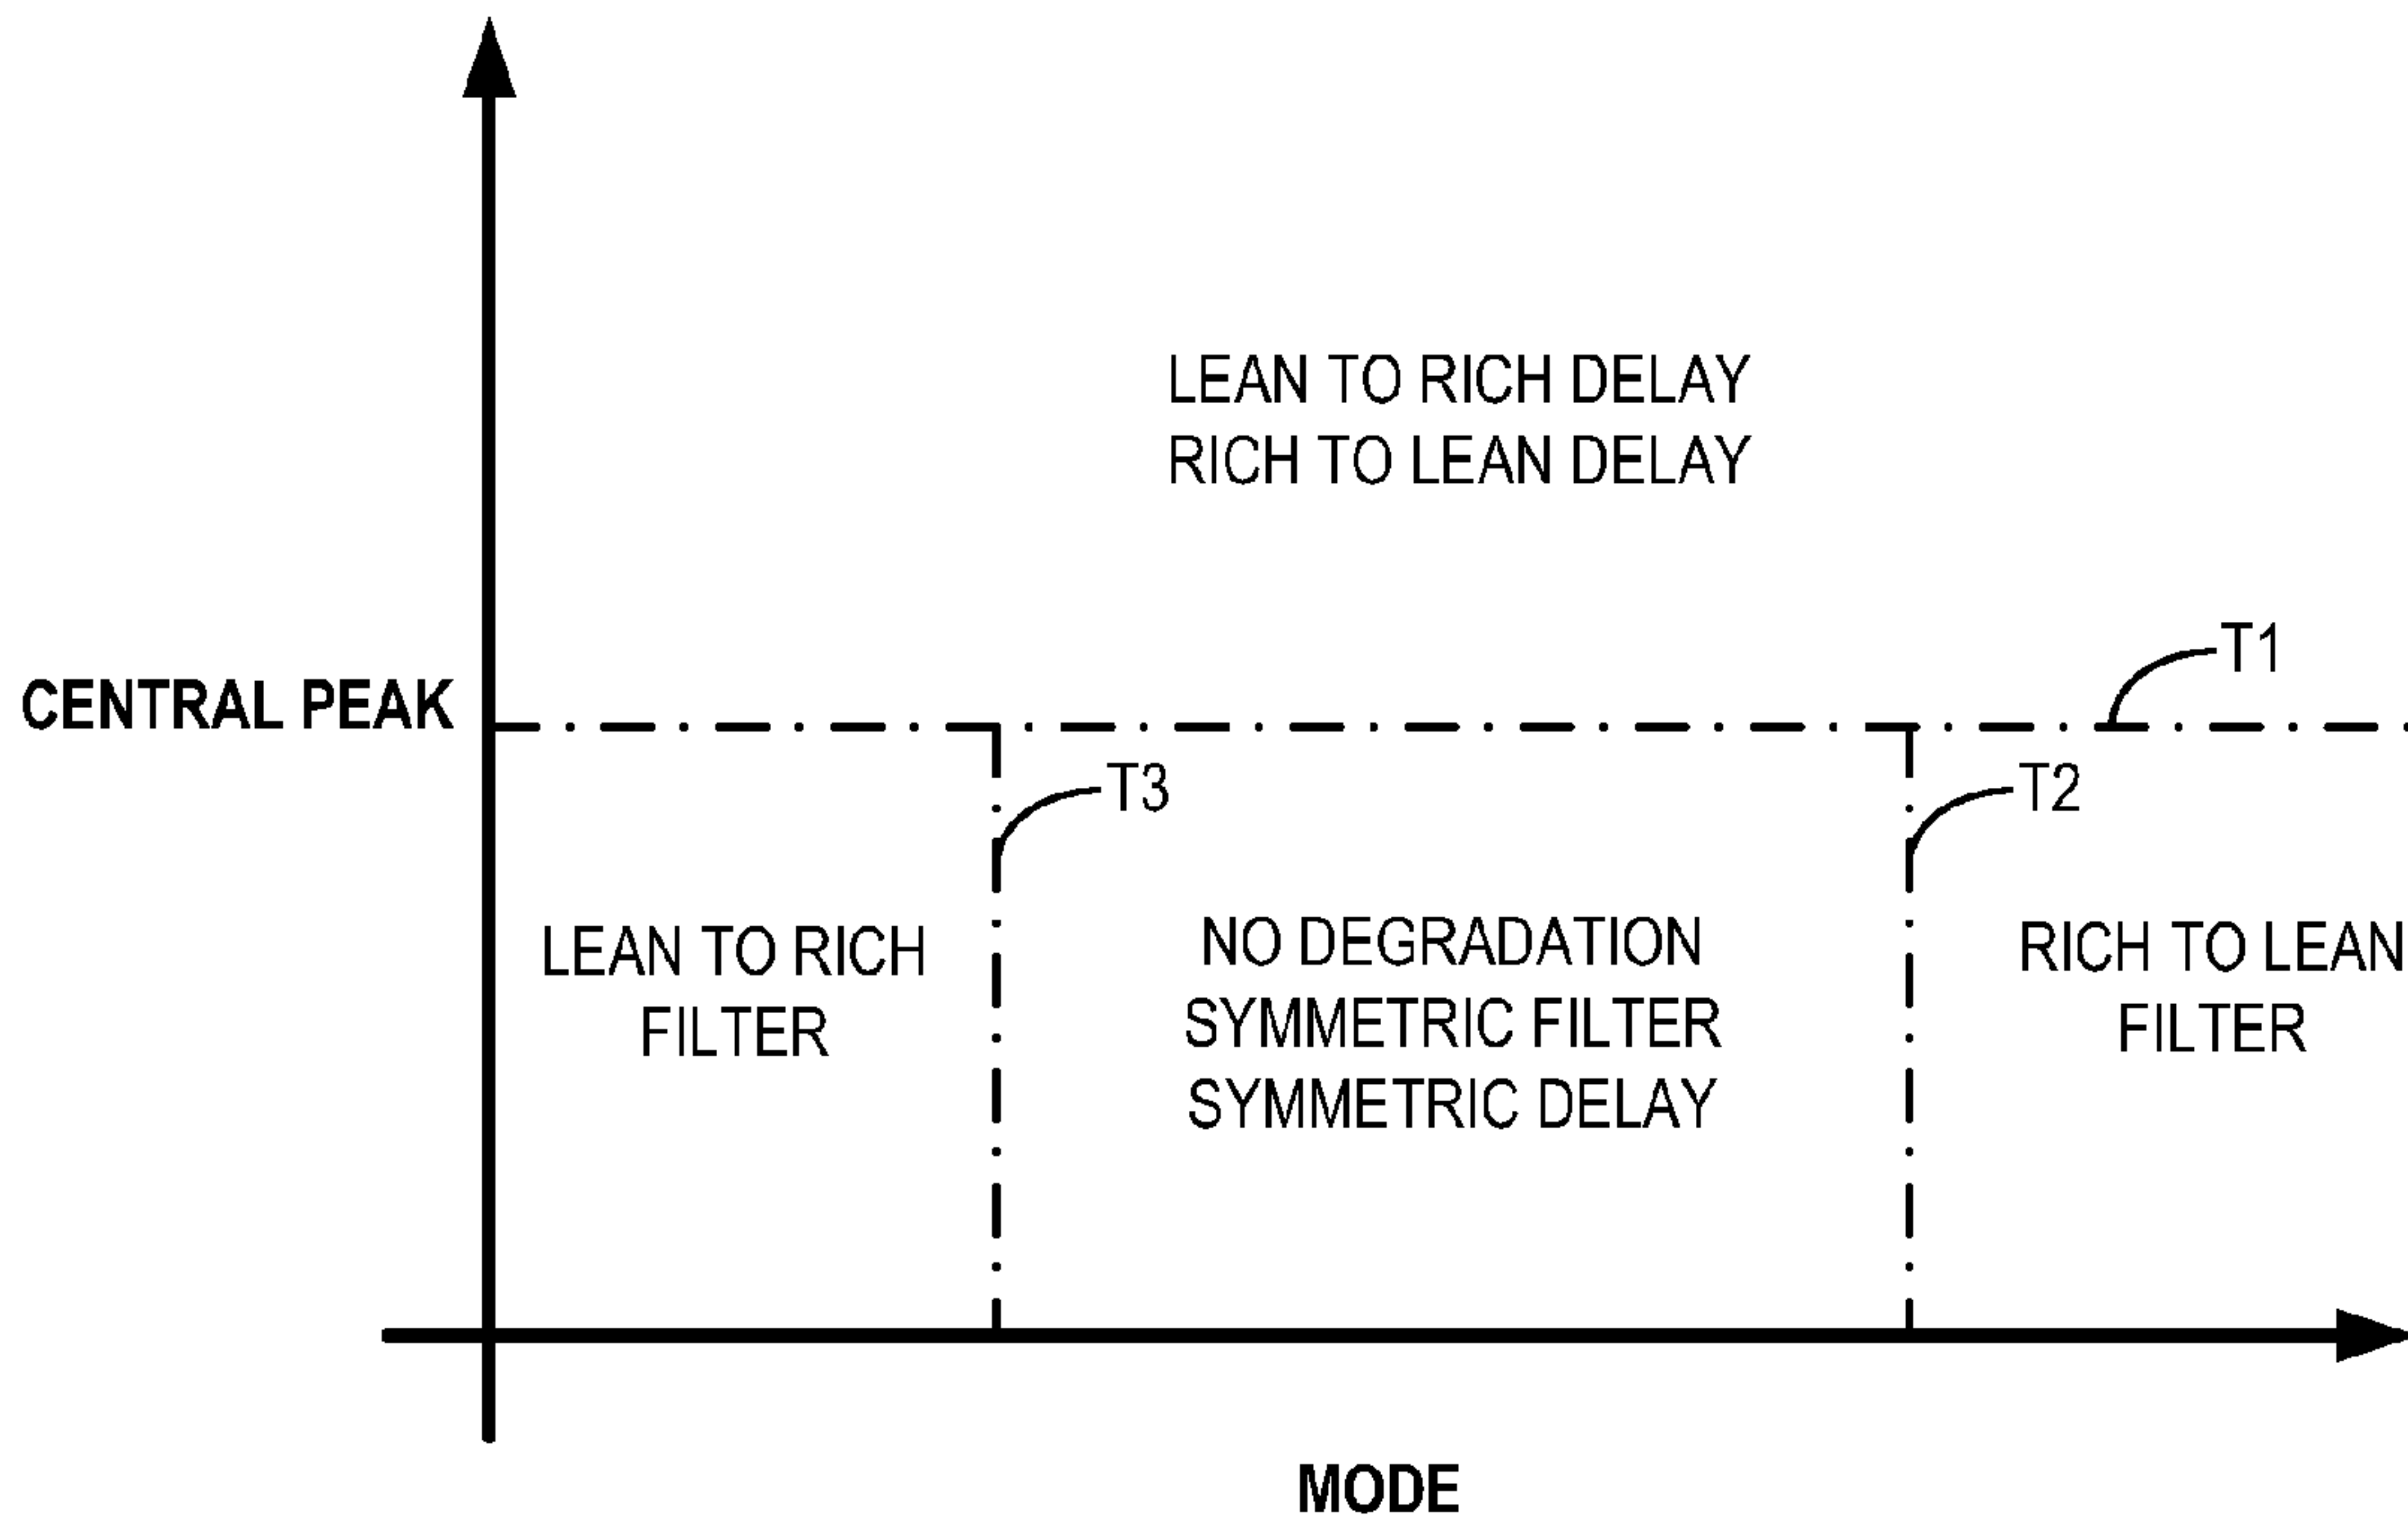 LEAN TO RICH DELAY
RICH TO LEAN DELAY
T1
CENTRAL PEAK
T3
T2
LEAN TO RICH
FILTER
NO DEGRADATION
SYMMETRIC FILTER
SYMMETRIC DELAY
RICH TO LEAN
FILTER
MODE